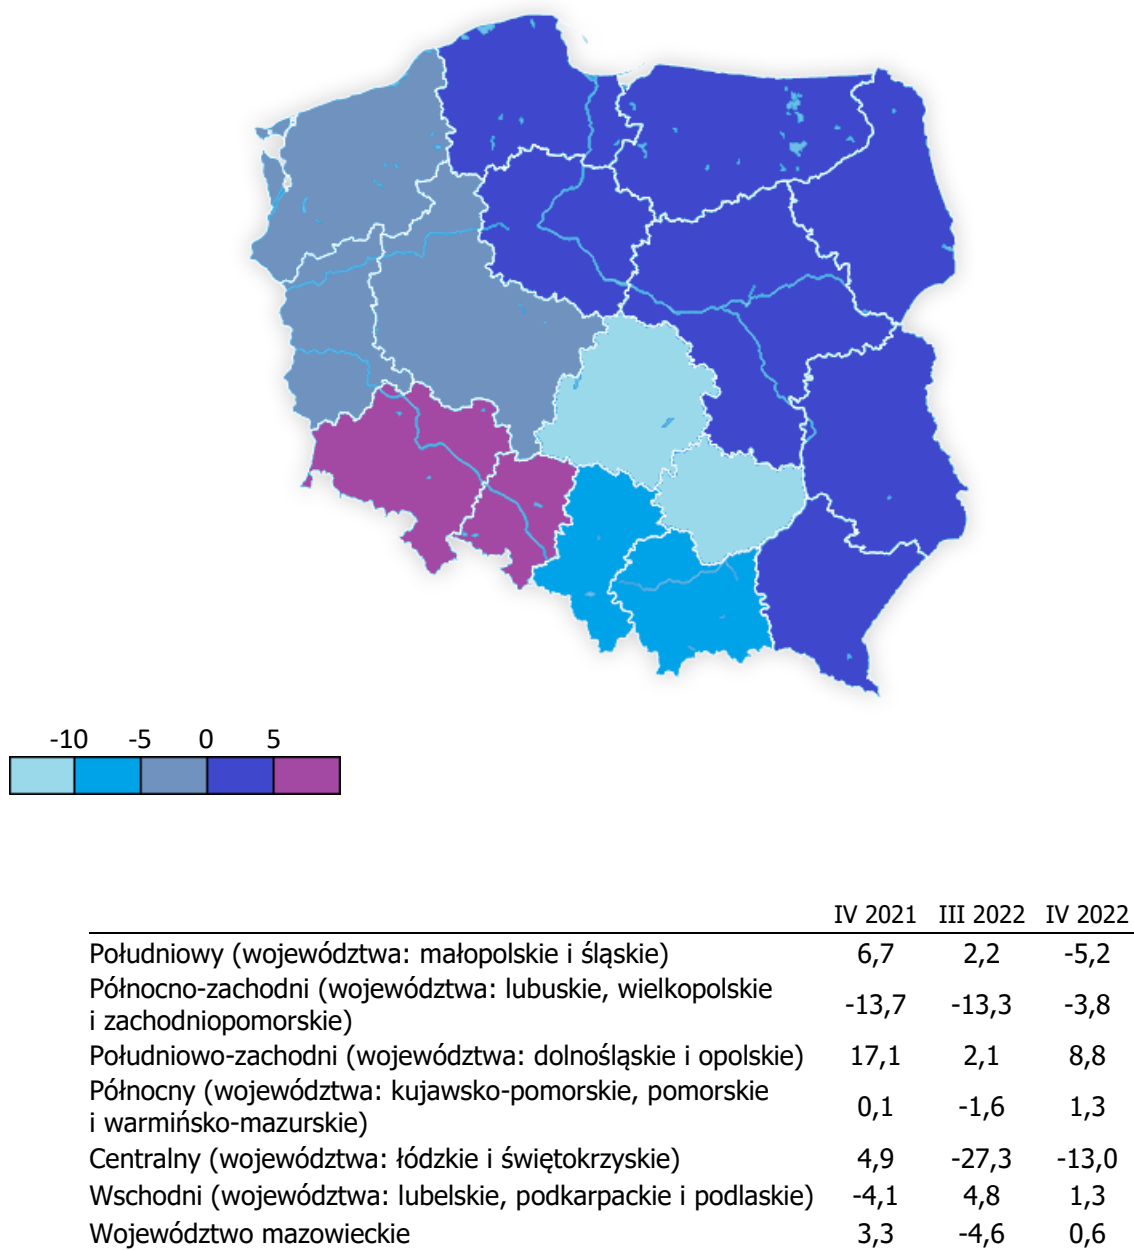 -10 -5 0 5
IV 2021 III 2022 IV 2022
Południowy (województwa: małopolskie i śląskie) 6,7 2,2 -5,2
Północno-zachodni (województwa: lubuskie, wielkopolskie
i zachodniopomorskie) -13,7 -13,3 -3,8
Południowo-zachodni (województwa: dolnośląskie i opolskie) 17,1 2,1 8,8
Północny (województwa: kujawsko-pomorskie, pomorskie
i warmińsko-mazurskie) 0,1 -1,6 1,3
Centralny (województwa: łódzkie i świętokrzyskie) 4,9 -27,3 -13,0
Wschodni (województwa: lubelskie, podkarpackie i podlaskie) -4,1 4,8 1,3
Województwo mazowieckie 3,3 -4,6 0,6